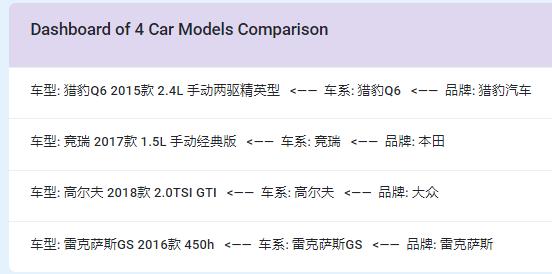 Dashboard of 4 Car Models Comparison
车型: 猎豹Q6 2015款 2.4L 手动两驱精英型 <—— 车系: 猎豹Q6 <—— 品牌: 猎豹汽车
车型: 竞瑞 2017款 1.5L 手动经典版 <—— 车系: 竞瑞 <—— 品牌: 本田
车型: 高尔夫 2018款 2.0TSI GTI <—— 车系: 高尔夫 <—— 品牌: 大众
车型: 雷克萨斯GS 2016款 450h <—— 车系: 雷克萨斯GS <—— 品牌: 雷克萨斯